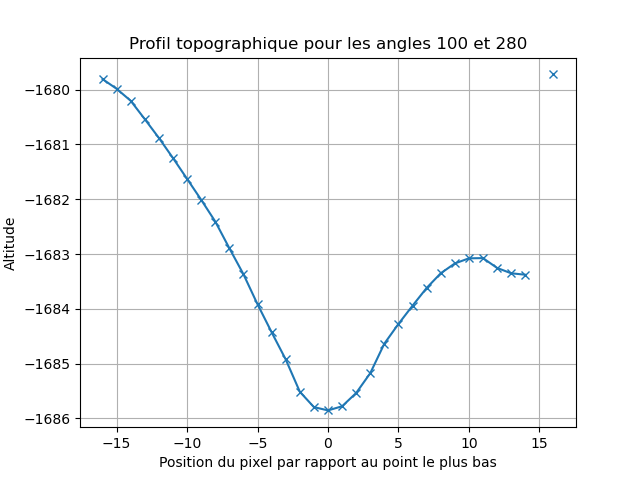 Profil topographique pour les angles 100 et 280
−1680
−1681
−1682
−1683
−1684
−1685
−1686
Altitude
−15 −10 −5 0 5 10 15
Position du pixel par rapport au point le plus bas